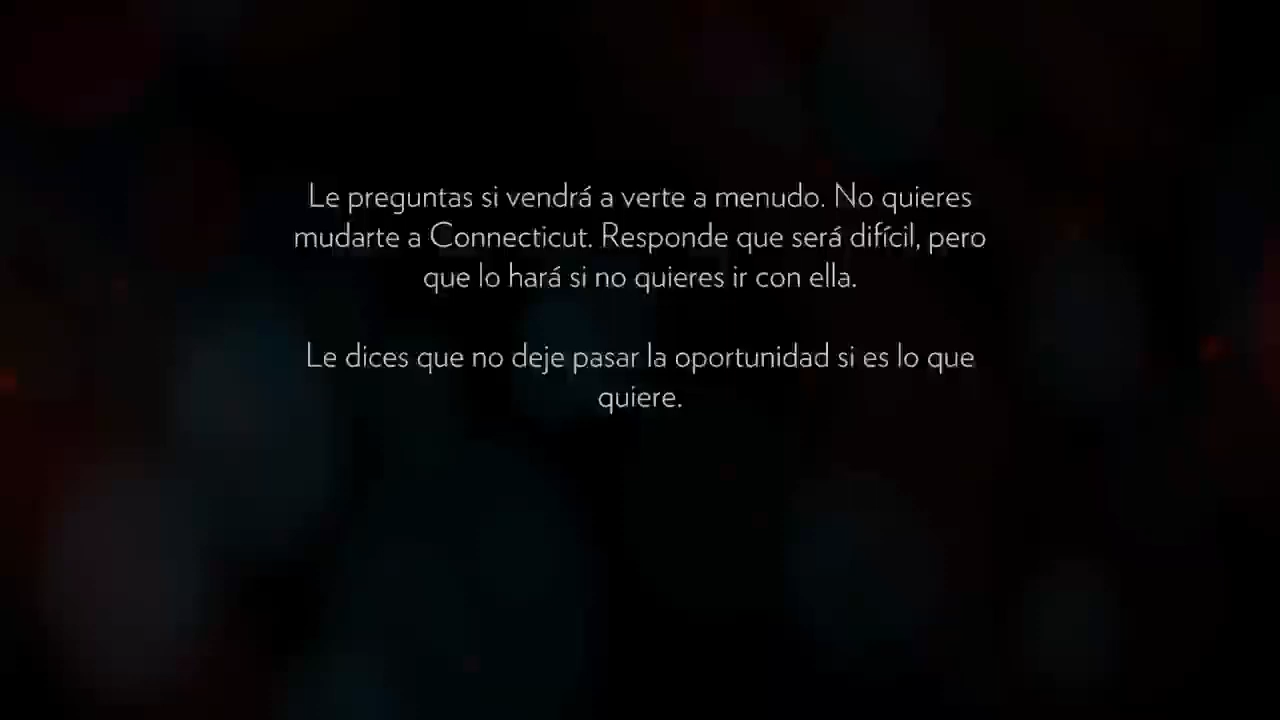 Le preguntas si vendrá a verte a menudo. No quieres
mudarte a Connecticut. Responde que será difícil, pero
que lo hará si no quieres ir con ella.
Le dices que no deje pasar la oportunidad si es lo que
quiere.